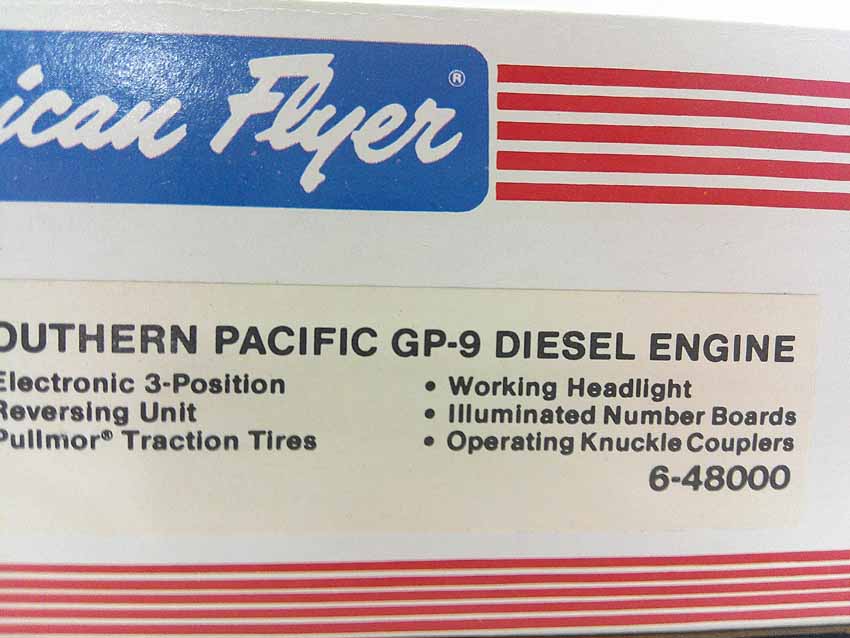 ican Flyer®
OUTHERN PACIFIC GP-9 DIESEL ENGINE
Electronic 3-Position
Reversing Unit
Pullmor® Traction Tires
• Working Headlight
• Illuminated Number Boards
• Operating Knuckle Couplers
6-48000